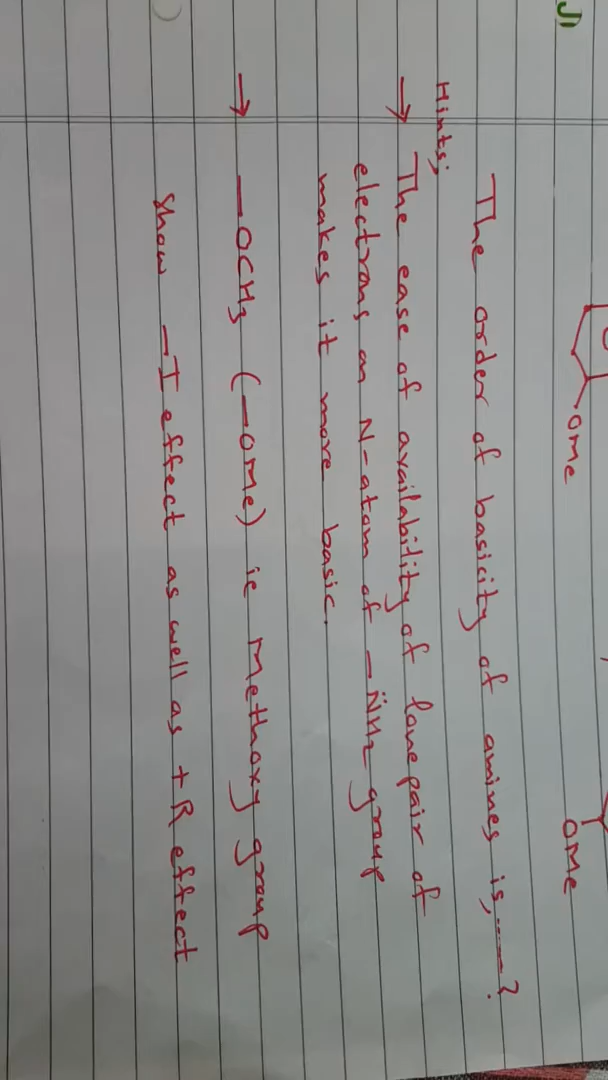 OMe
OMe
The order of basicity of amines is, ——?
Hints;
→ The ease of availability of lone pair of
electrons on N-atom of -N̈H₂ group
makes it more basic.
→ -OCH₃ (-OMe) ie Methoxy group
show -I effect as well as +R effect